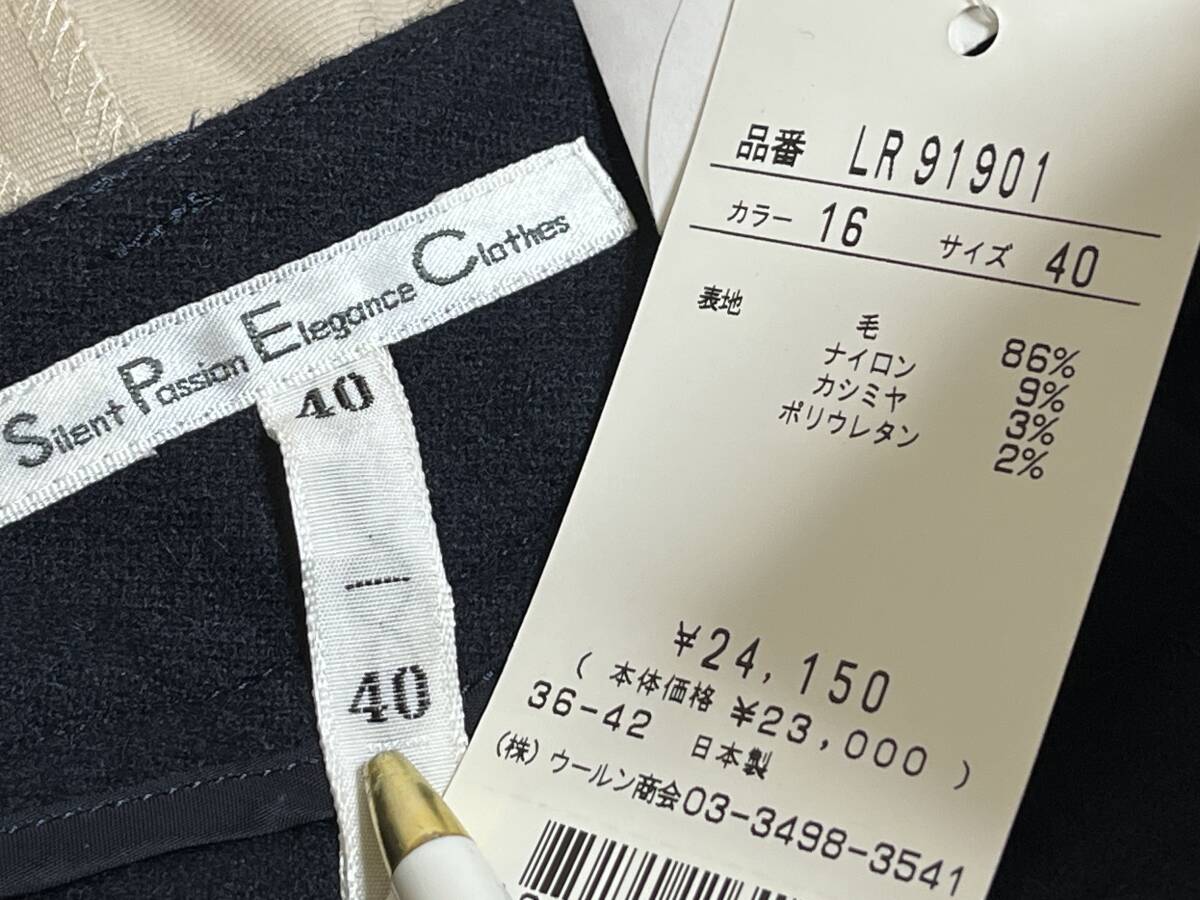 Silent Passion Elegance Clothes
40
40
品番 LR91901
カラー 16 サイズ 40
表地 毛 86%
ナイロン 9%
カシミヤ 3%
ポリウレタン 2%
¥24,150
( 本体価格 ¥23,000 )
36-42 日本製
(株)ウールン商会03-3498-3541